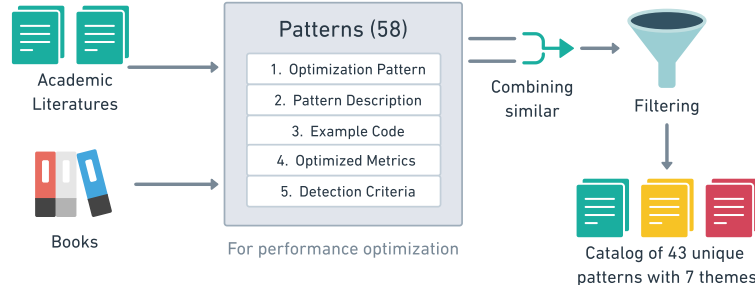 Academic
Literatures
Books
Patterns (58)
1. Optimization Pattern
2. Pattern Description
3. Example Code
4. Optimized Metrics
5. Detection Criteria
For performance optimization
Combining
similar
Filtering
Catalog of 43 unique
patterns with 7 themes